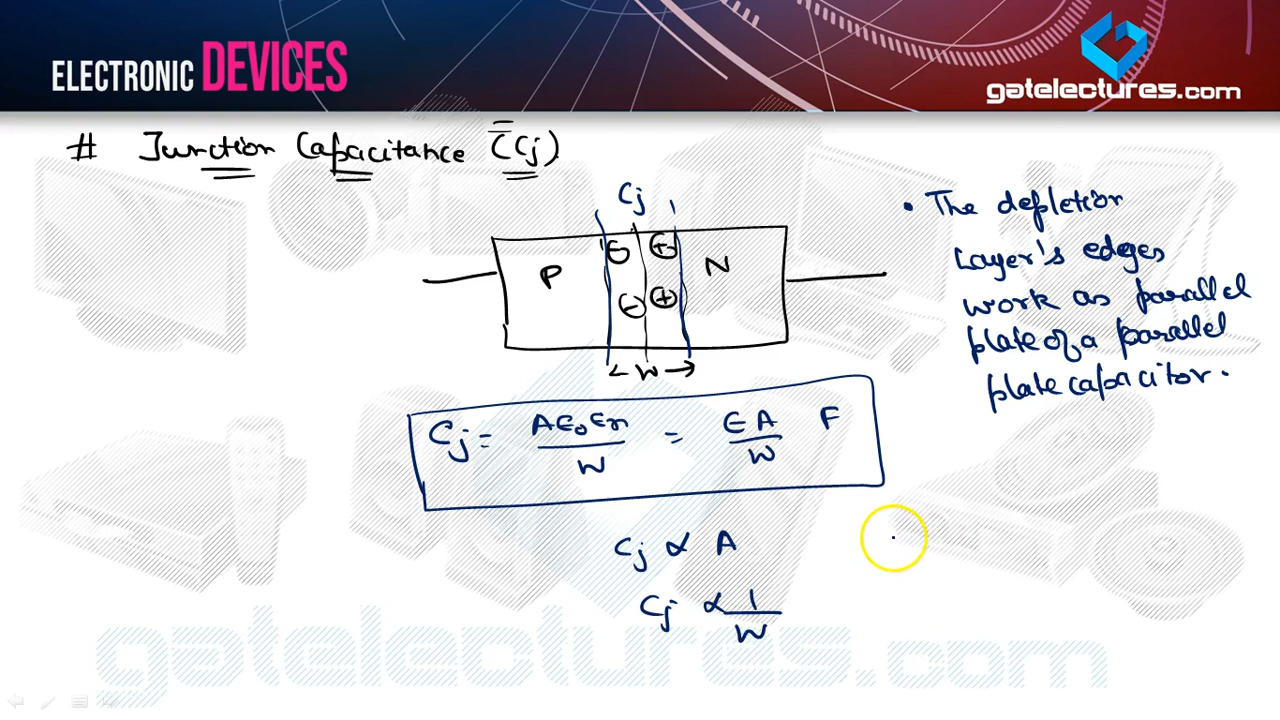 ELECTRONIC DEVICES
gatelectures.com
# Junction Capacitance (Cj)
Cj
• The depletion
Layer's edges
work as parallel
plate of a parallel
plate capacitor.
P
⊖ ⊕
N
⊖ ⊕
← W →
Cj = Aε₀εr / W = εA / W F
Cj ∝ A
Cj ∝ 1 / W
gatelectures.com